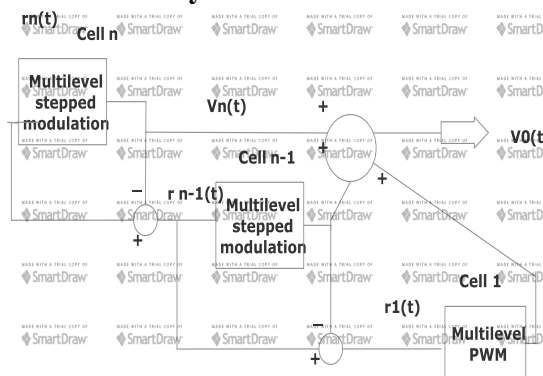 rn(t)
Cell n
Multilevel
stepped
modulation
Vn(t)
+
+
V0(t
Cell n-1
+
−
r n-1(t)
+
Multilevel
stepped
modulation
Cell 1
r1(t)
−
+
Multilevel
PWM
MADE WITH A TRIAL COPY OF
SmartDraw